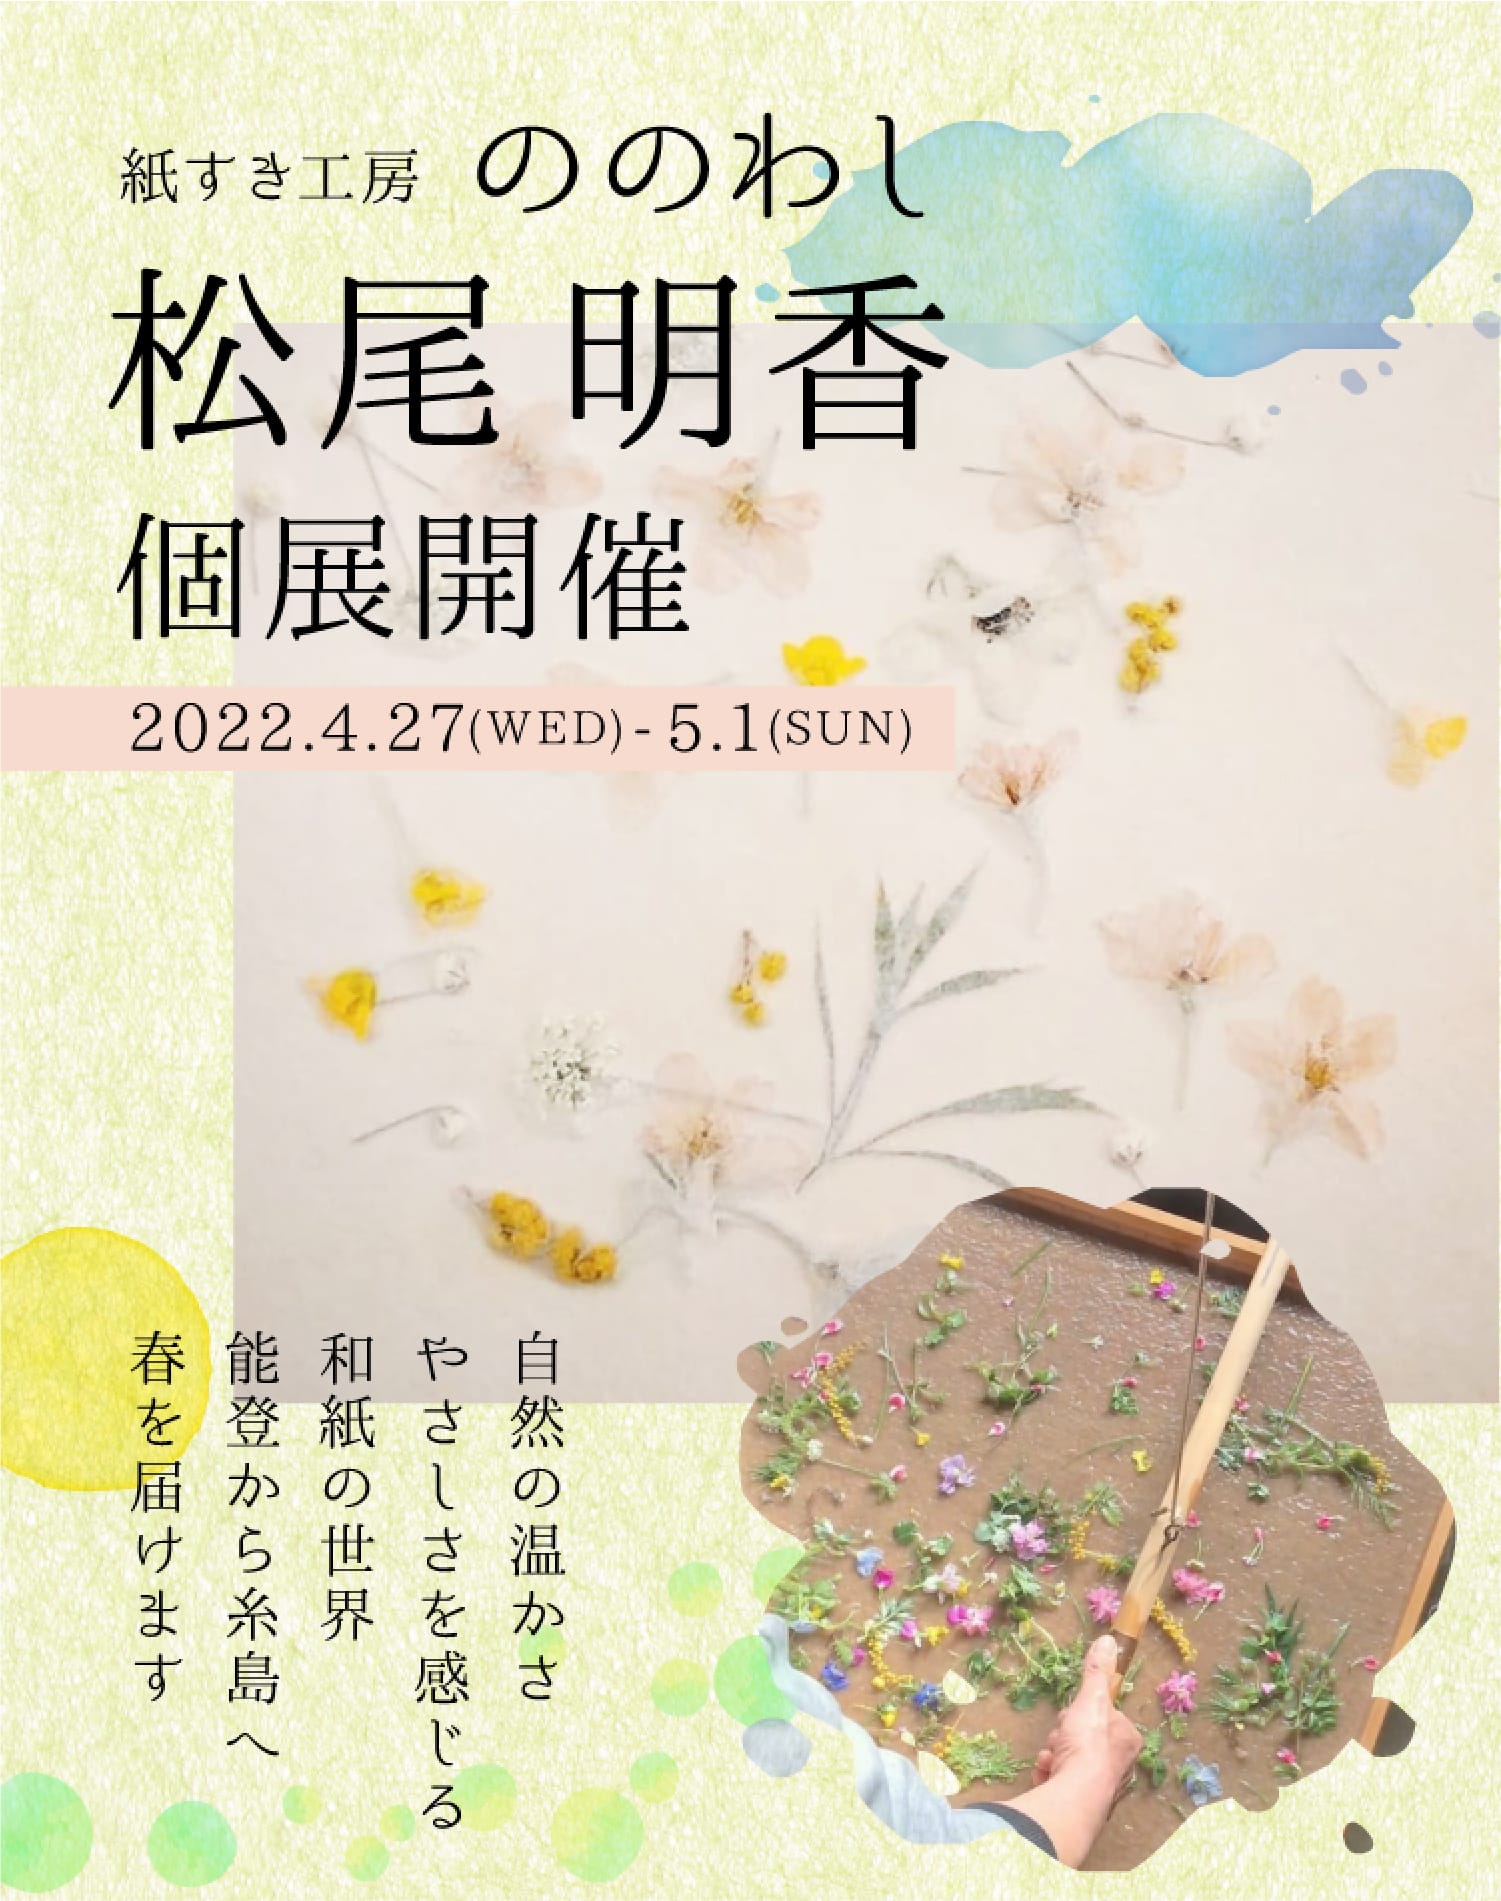 紙すき工房 ののわし
松尾 明香
個展開催
2022.4.27(WED)-5.1(SUN)
自然の温かさ
やさしさを感じる
和紙の世界
能登から糸島へ
春を届けます